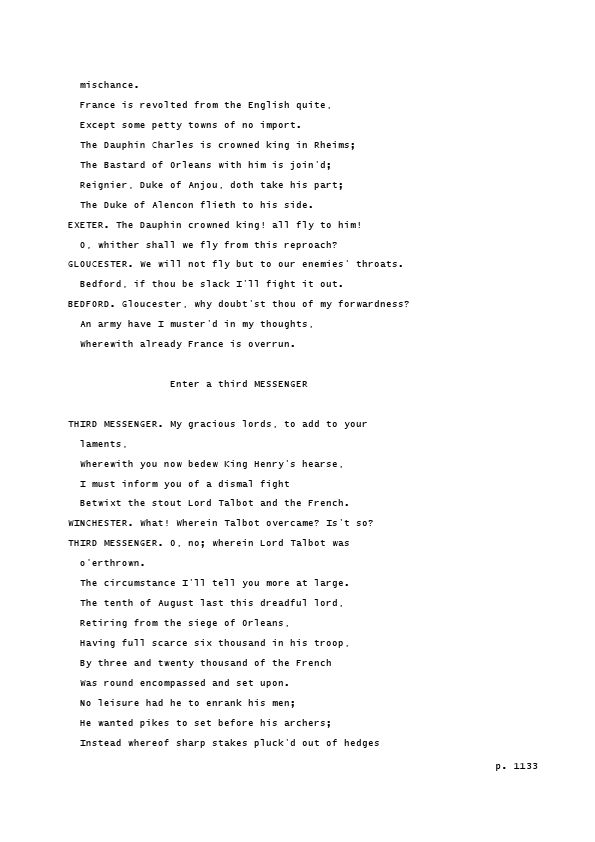 mischance.
France is revolted from the English quite,
Except some petty towns of no import.
The Dauphin Charles is crowned king in Rheims;
The Bastard of Orleans with him is join'd;
Reignier, Duke of Anjou, doth take his part;
The Duke of Alencon flieth to his side.
EXETER. The Dauphin crowned king! all fly to him!
O, whither shall we fly from this reproach?
GLOUCESTER. We will not fly but to our enemies' throats.
Bedford, if thou be slack I'll fight it out.
BEDFORD. Gloucester, why doubt'st thou of my forwardness?
An army have I muster'd in my thoughts,
Wherewith already France is overrun.
Enter a third MESSENGER
THIRD MESSENGER. My gracious lords, to add to your
laments,
Wherewith you now bedew King Henry's hearse,
I must inform you of a dismal fight
Betwixt the stout Lord Talbot and the French.
WINCHESTER. What! Wherein Talbot overcame? Is't so?
THIRD MESSENGER. O, no; wherein Lord Talbot was
o'erthrown.
The circumstance I'll tell you more at large.
The tenth of August last this dreadful lord,
Retiring from the siege of Orleans,
Having full scarce six thousand in his troop,
By three and twenty thousand of the French
Was round encompassed and set upon.
No leisure had he to enrank his men;
He wanted pikes to set before his archers;
Instead whereof sharp stakes pluck'd out of hedges
p. 1133